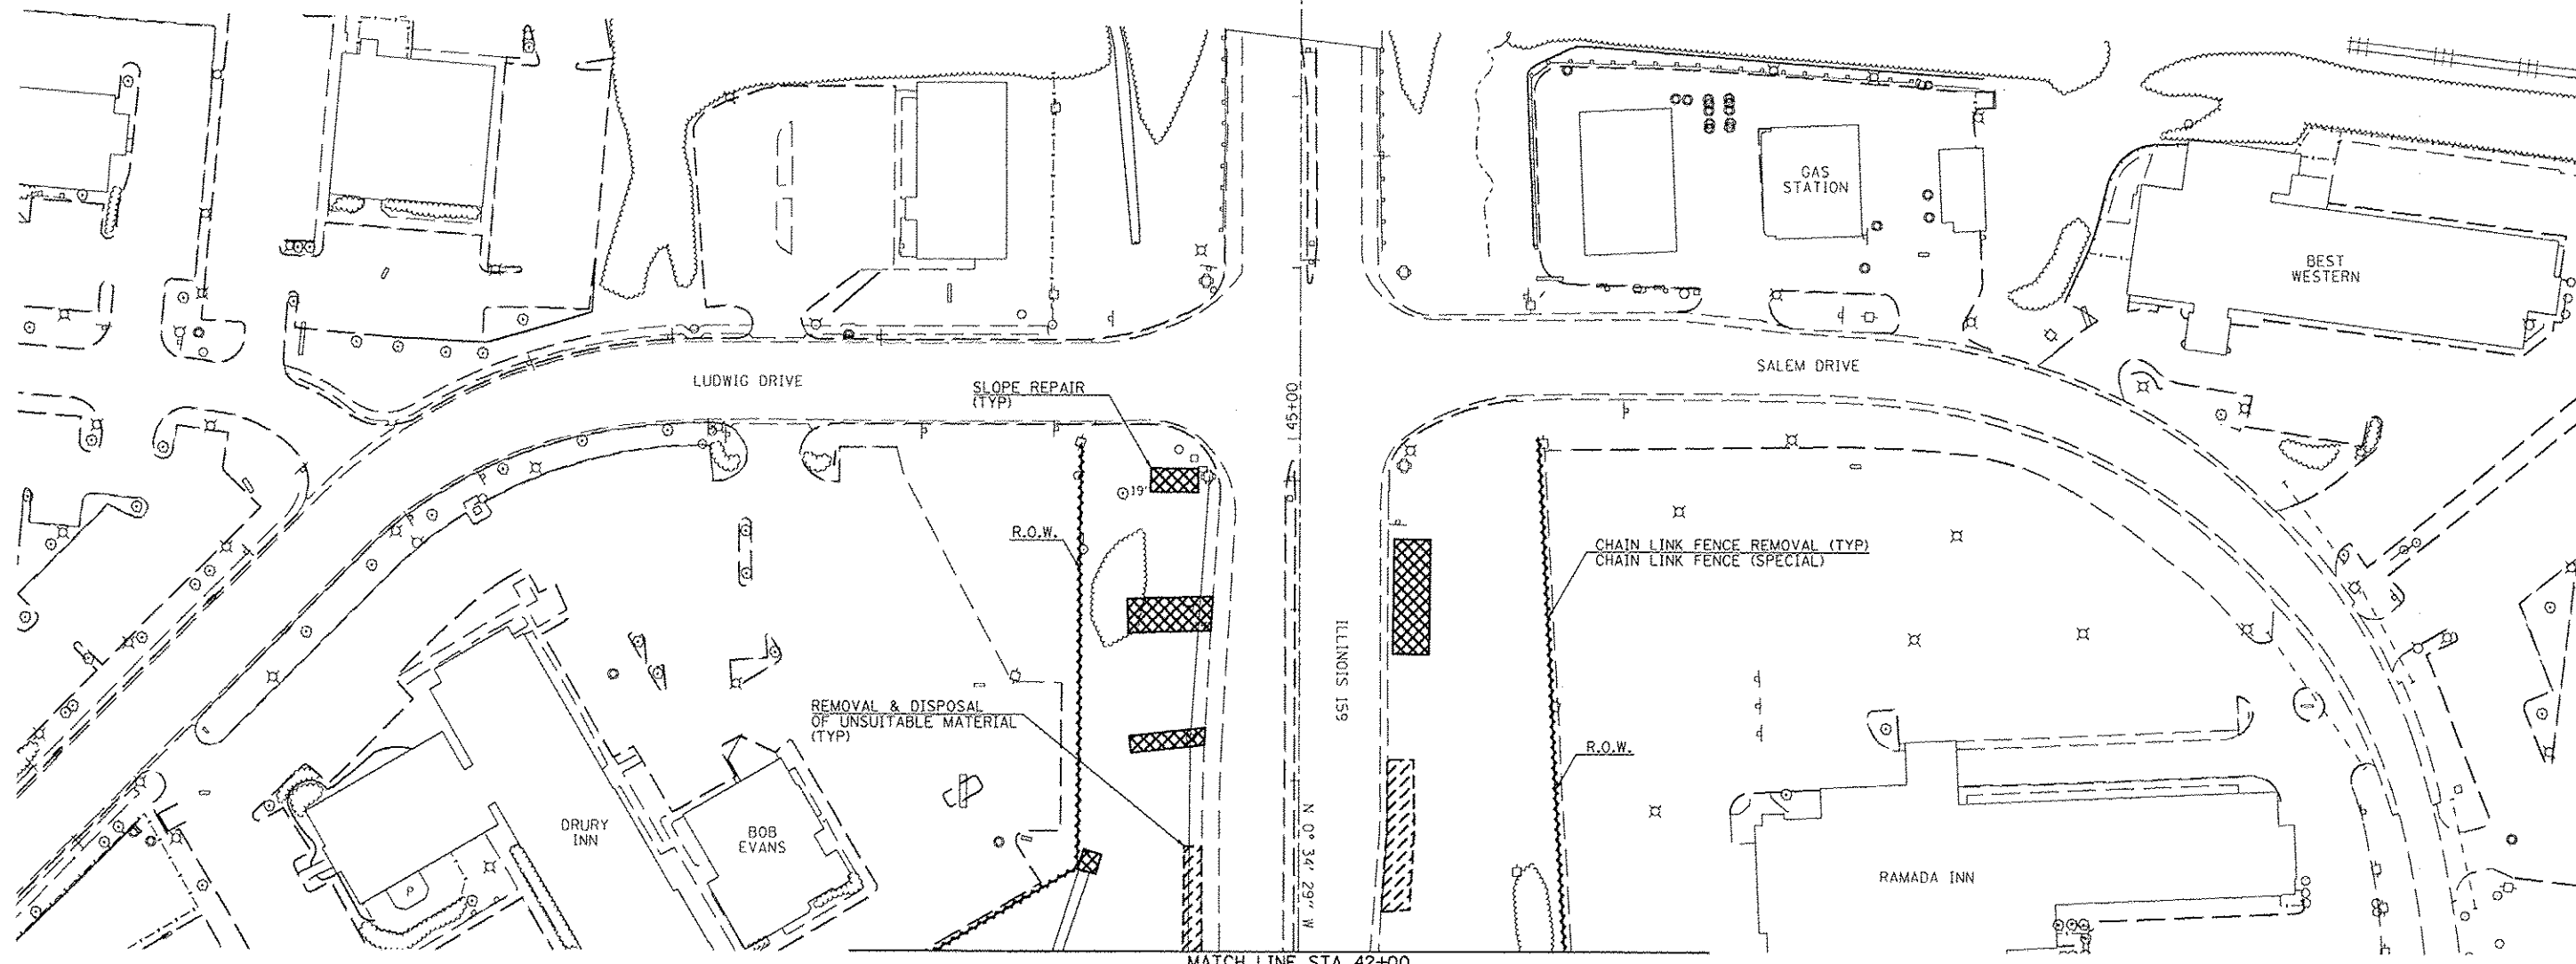 GAS
STATION
BEST
WESTERN
LUDWIG DRIVE
SALEM DRIVE
SLOPE REPAIR
(TYP)
45+00
19'
R.O.W.
CHAIN LINK FENCE REMOVAL (TYP)
CHAIN LINK FENCE (SPECIAL)
ILLINOIS 159
REMOVAL & DISPOSAL
OF UNSUITABLE MATERIAL
(TYP)
R.O.W.
N 0° 34' 29" W
DRURY
INN
BOB
EVANS
P
RAMADA INN
MATCH LINE STA 42+00